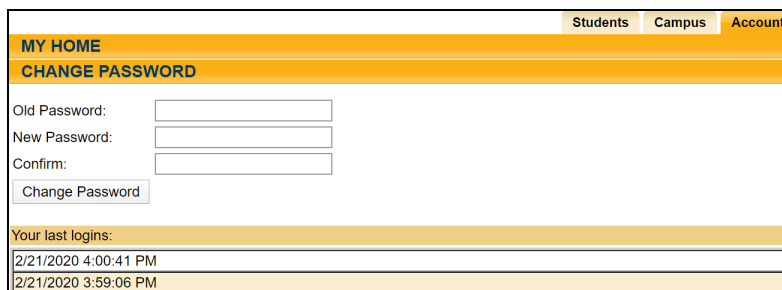 Students Campus Account
MY HOME
CHANGE PASSWORD
Old Password:
New Password:
Confirm:
Change Password
Your last logins:
2/21/2020 4:00:41 PM
2/21/2020 3:59:06 PM